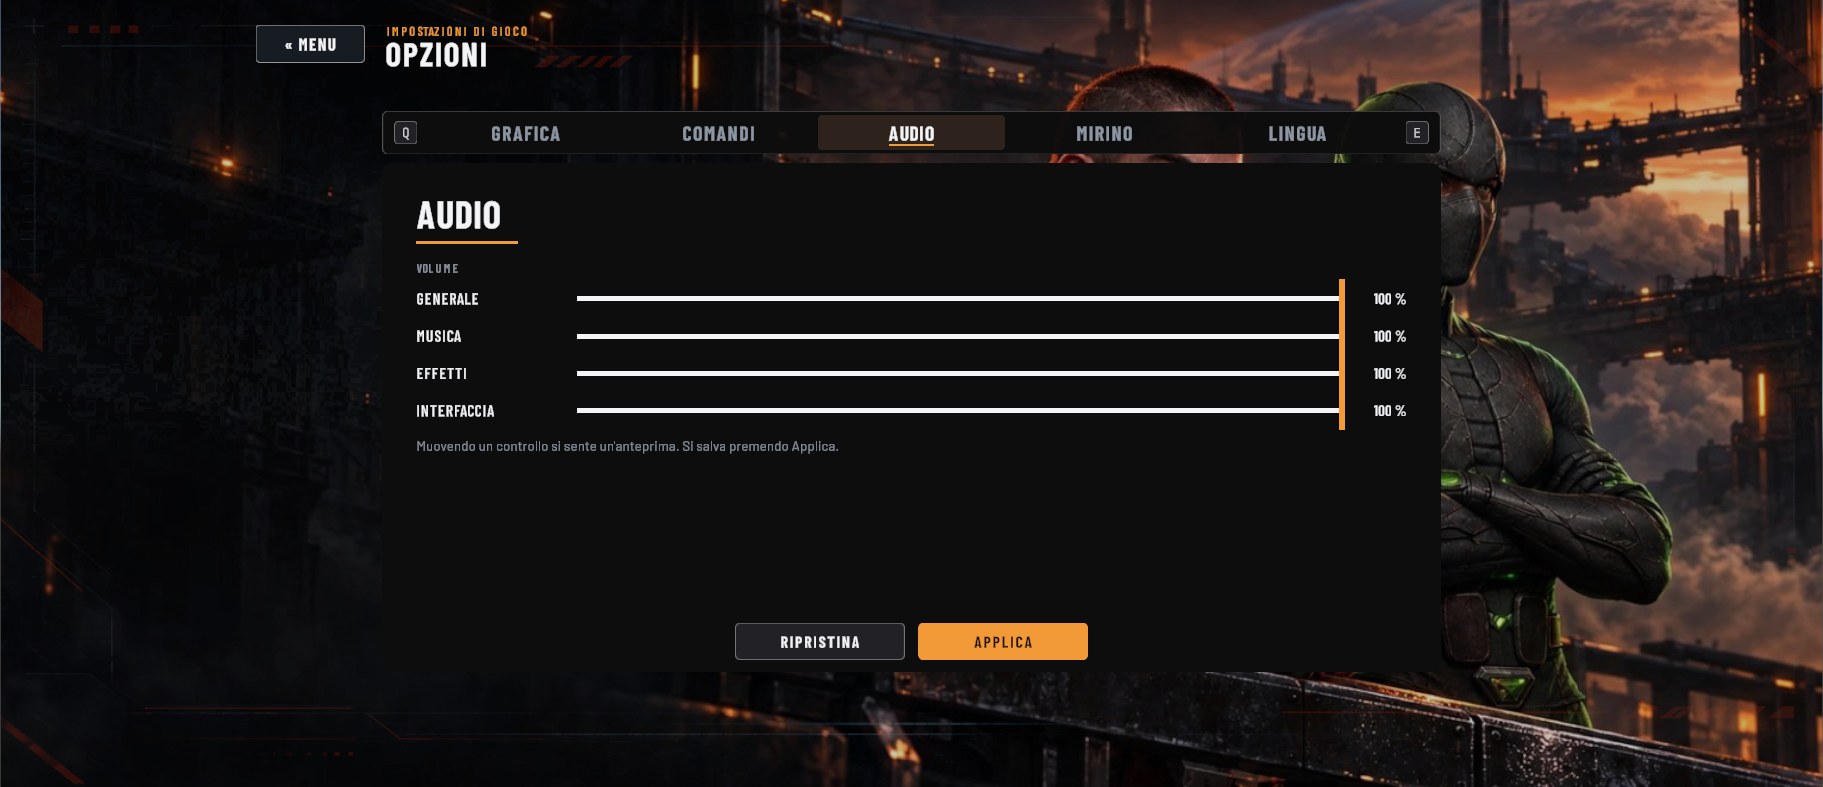 « MENU
IMPOSTAZIONI DI GIOCO
OPZIONI
Q GRAFICA COMANDI AUDIO MIRINO LINGUA E
AUDIO
VOLUME
GENERALE 100 %
MUSICA 100 %
EFFETTI 100 %
INTERFACCIA 100 %
Muovendo un controllo si sente un'anteprima. Si salva premendo Applica.
RIPRISTINA APPLICA